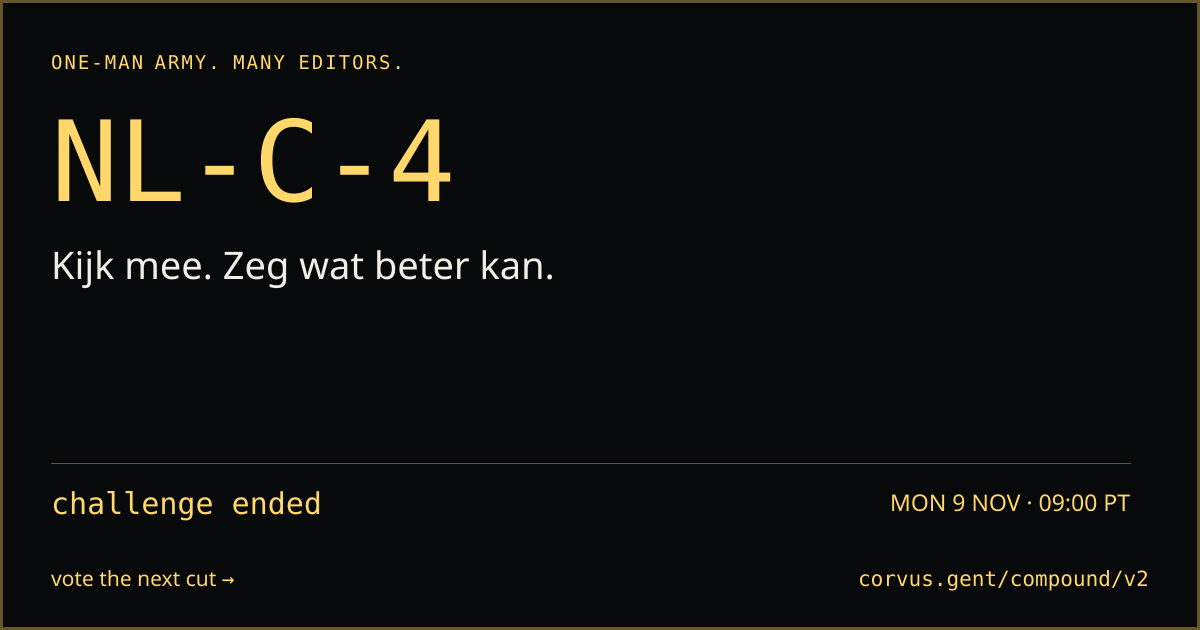 ONE-MAN ARMY. MANY EDITORS.
NL-C-4
Kijk mee. Zeg wat beter kan.
challenge ended
MON 9 NOV · 09:00 PT
vote the next cut →
corvus.gent/compound/v2